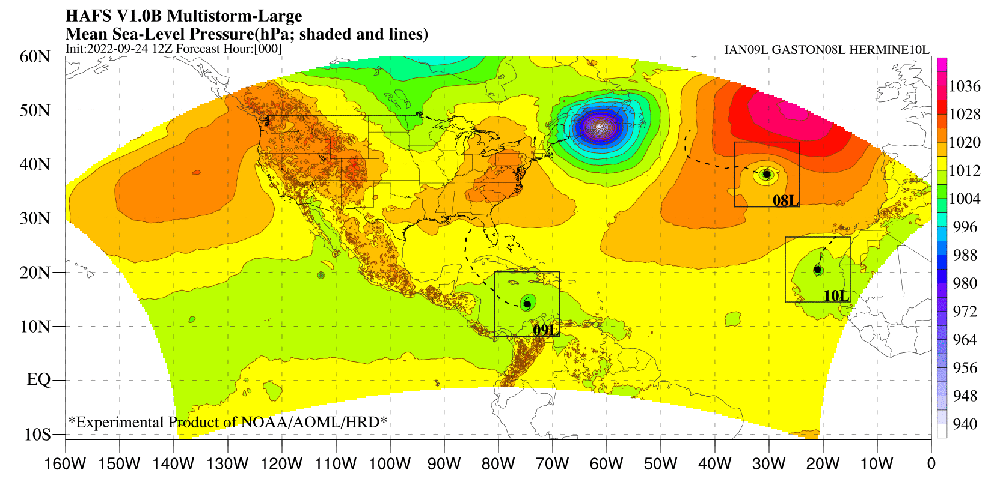 HAFS V1.0B Multistorm-Large
Mean Sea-Level Pressure(hPa; shaded and lines)
Init:2022-09-24 12Z Forecast Hour:[000]
IAN09L GASTON08L HERMINE10L
60N
50N
40N
30N
20N
10N
EQ
10S
08L
10L
09L
*Experimental Product of NOAA/AOML/HRD*
160W 150W 140W 130W 120W 110W 100W 90W 80W 70W 60W 50W 40W 30W 20W 10W 0
1036
1028
1020
1012
1004
996
988
980
972
964
956
948
940